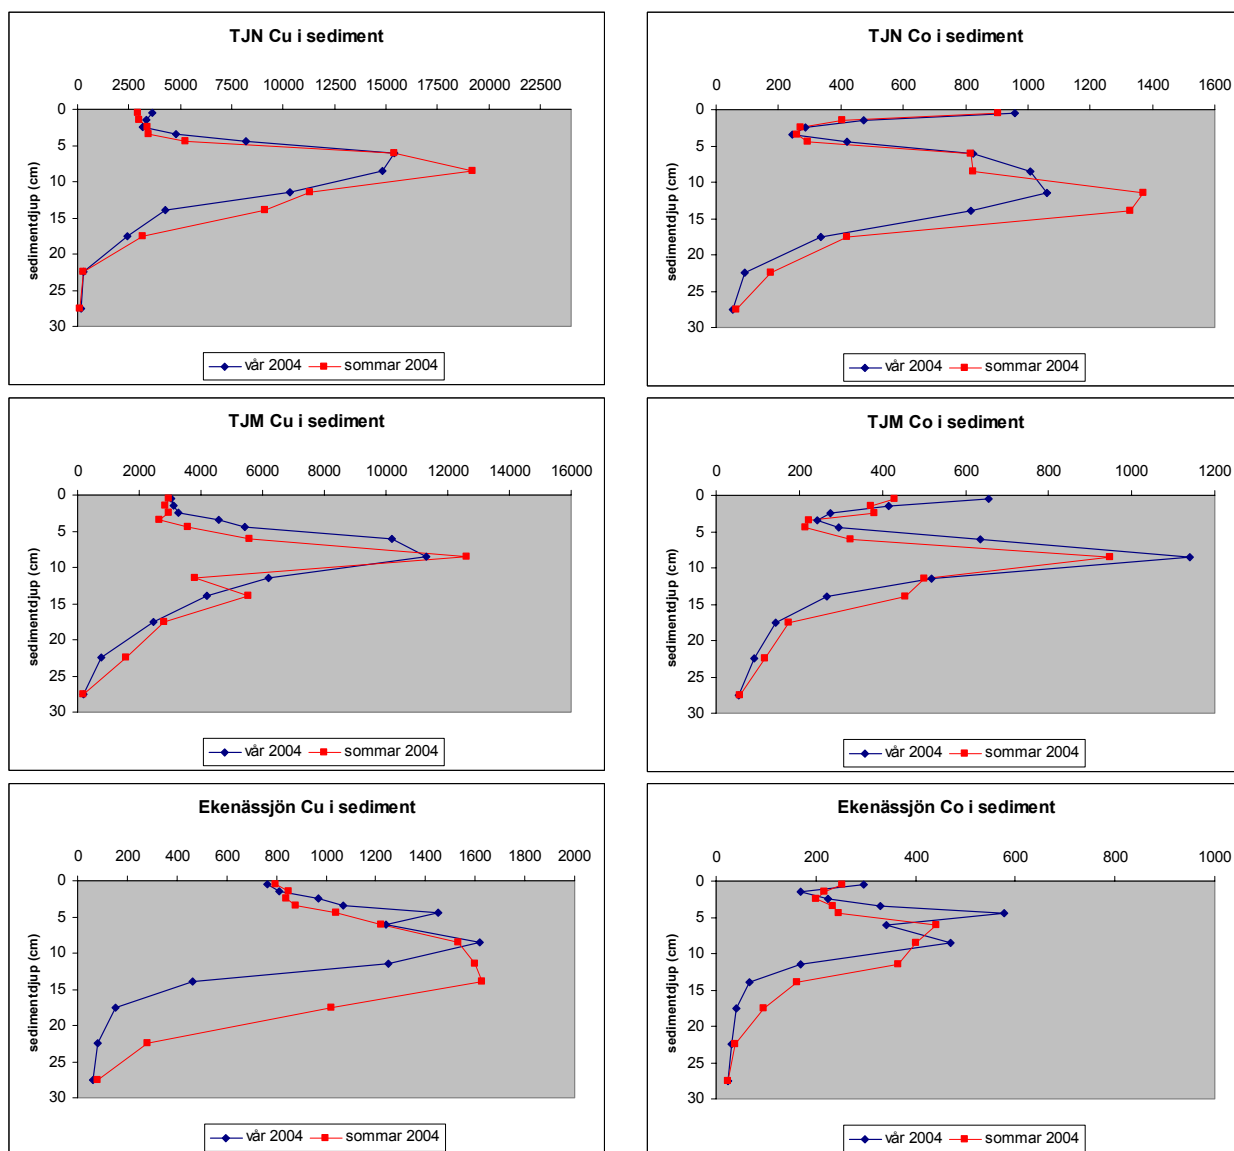 TJN Cu i sediment
0 2500 5000 7500 10000 12500 15000 17500 20000 22500
0
5
10
15
20
25
30
sedimentdjup (cm)
vår 2004 sommar 2004
TJN Co i sediment
0 200 400 600 800 1000 1200 1400 1600
0
5
10
15
20
25
30
sedimentdjup (cm)
vår 2004 sommar 2004
TJM Cu i sediment
0 2000 4000 6000 8000 10000 12000 14000 16000
0
5
10
15
20
25
30
sedimentdjup (cm)
vår 2004 sommar 2004
TJM Co i sediment
0 200 400 600 800 1000 1200
0
5
10
15
20
25
30
sedimentdjup (cm)
vår 2004 sommar 2004
Ekenässjön Cu i sediment
0 200 400 600 800 1000 1200 1400 1600 1800 2000
0
5
10
15
20
25
30
sedimentdjup (cm)
vår 2004 sommar 2004
Ekenässjön Co i sediment
0 200 400 600 800 1000
0
5
10
15
20
25
30
sedimentdjup (cm)
vår 2004 sommar 2004